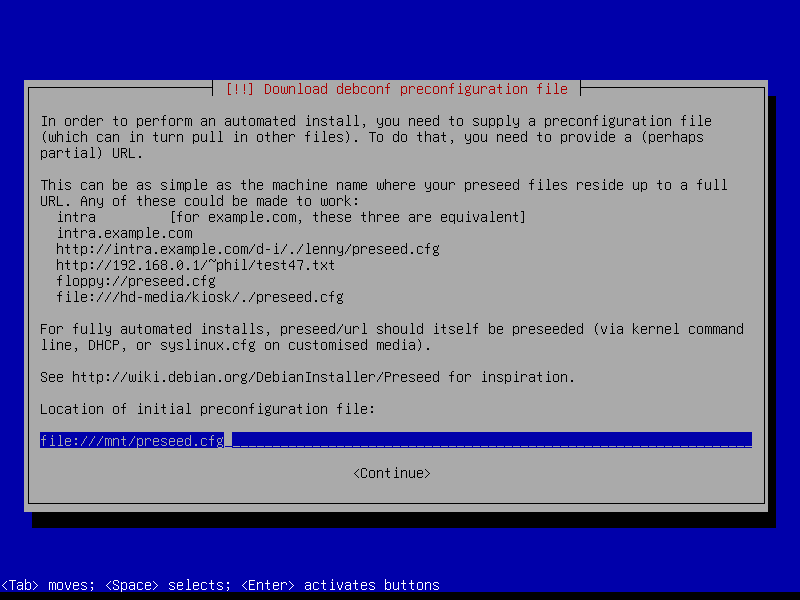 [!!] Download debconf preconfiguration file
In order to perform an automated install, you need to supply a preconfiguration file
(which can in turn pull in other files). To do that, you need to provide a (perhaps
partial) URL.
This can be as simple as the machine name where your preseed files reside up to a full
URL. Any of these could be made to work:
intra [for example.com, these three are equivalent]
intra.example.com
http://intra.example.com/d-i/./lenny/preseed.cfg
http://192.168.0.1/~phil/test47.txt
floppy://preseed.cfg
file:///hd-media/kiosk/./preseed.cfg
For fully automated installs, preseed/url should itself be preseeded (via kernel command
line, DHCP, or syslinux.cfg on customised media).
See http://wiki.debian.org/DebianInstaller/Preseed for inspiration.
Location of initial preconfiguration file:
file:///mnt/preseed.cfg
<Continue>
<Tab> moves; <Space> selects; <Enter> activates buttons